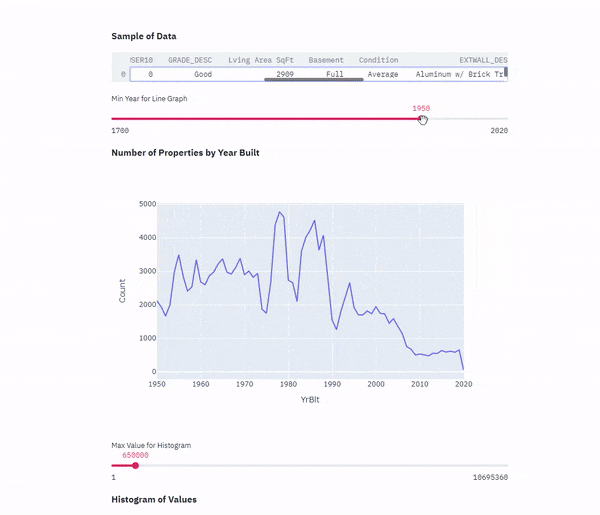 Sample of Data
SER10 GRADE_DESC Lving Area SqFt Basement Condition EXTWALL_DES
0 0 Good 2909 Full Average Aluminum w/ Brick Tr
Min Year for Line Graph
1950
1700 2020
Number of Properties by Year Built
5000
4000
3000
2000
1000
0
Count
1950 1960 1970 1980 1990 2000 2010 2020
YrBlt
Max Value for Histogram
650000
1 10695360
Histogram of Values